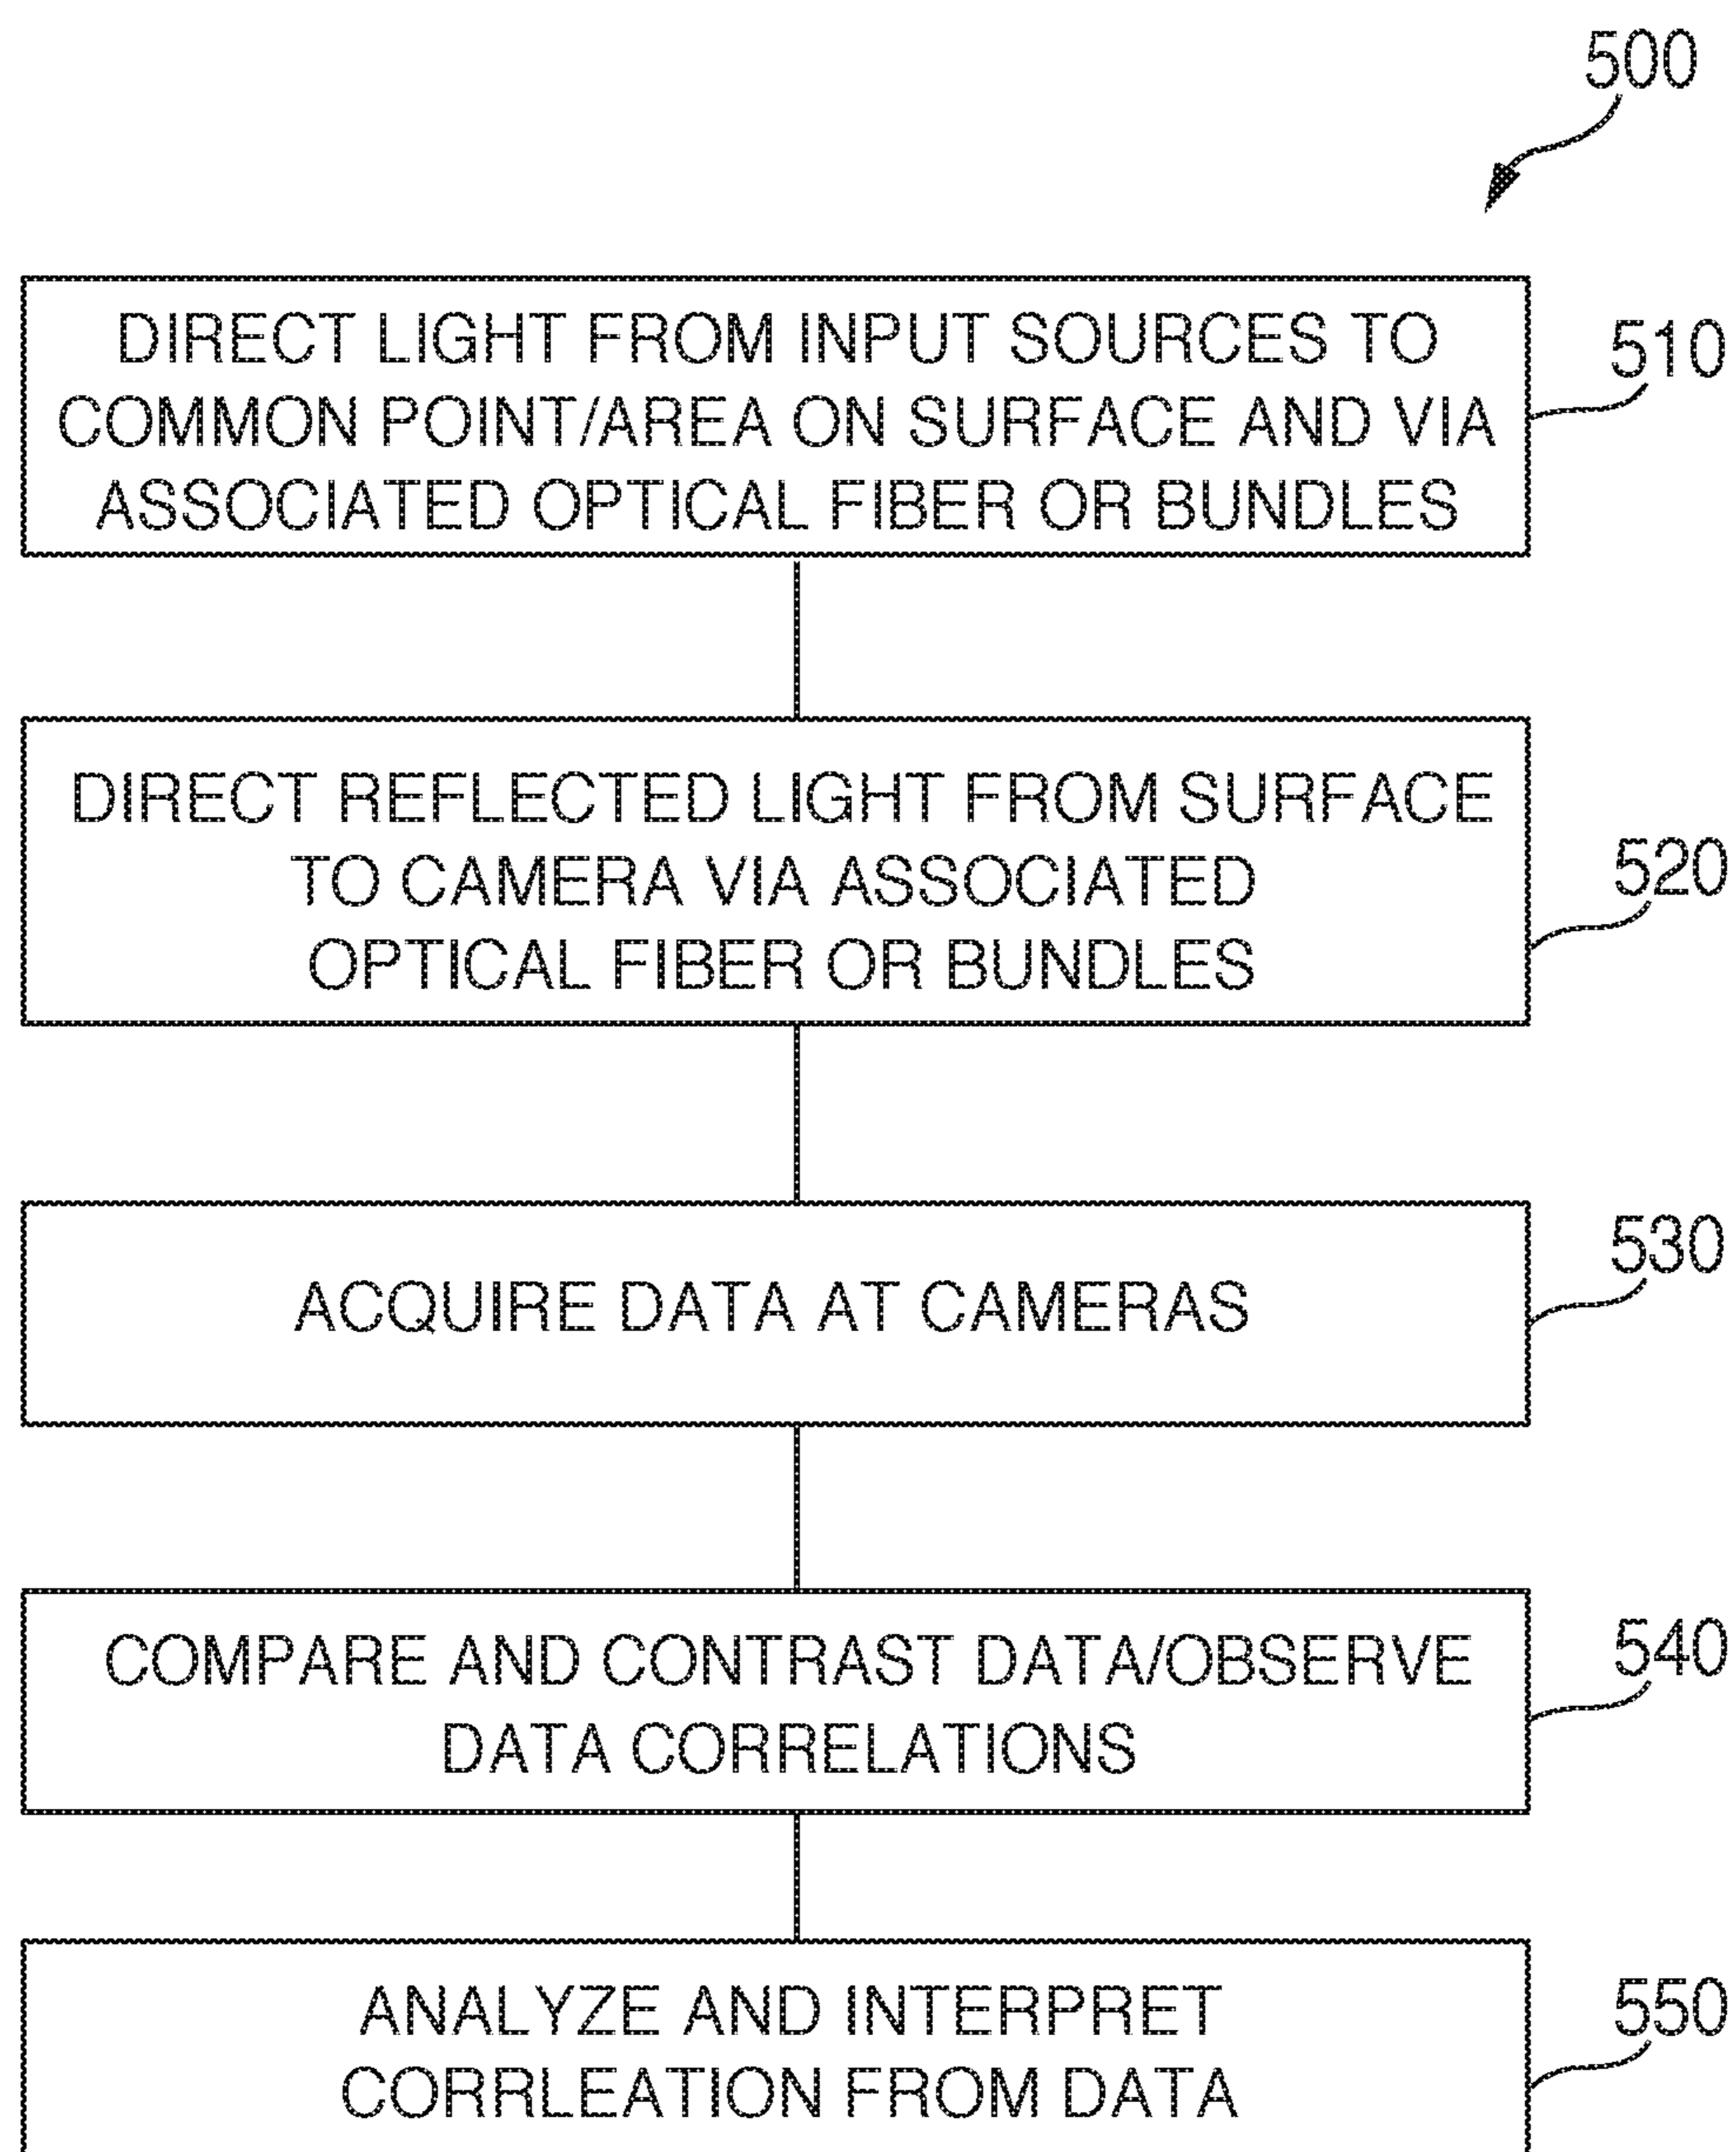 500
DIRECT LIGHT FROM INPUT SOURCES TO
COMMON POINT/AREA ON SURFACE AND VIA
ASSOCIATED OPTICAL FIBER OR BUNDLES
510
DIRECT REFLECTED LIGHT FROM SURFACE
TO CAMERA VIA ASSOCIATED
OPTICAL FIBER OR BUNDLES
520
ACQUIRE DATA AT CAMERAS
530
COMPARE AND CONTRAST DATA/OBSERVE
DATA CORRELATIONS
540
ANALYZE AND INTERPRET
CORRLEATION FROM DATA
550